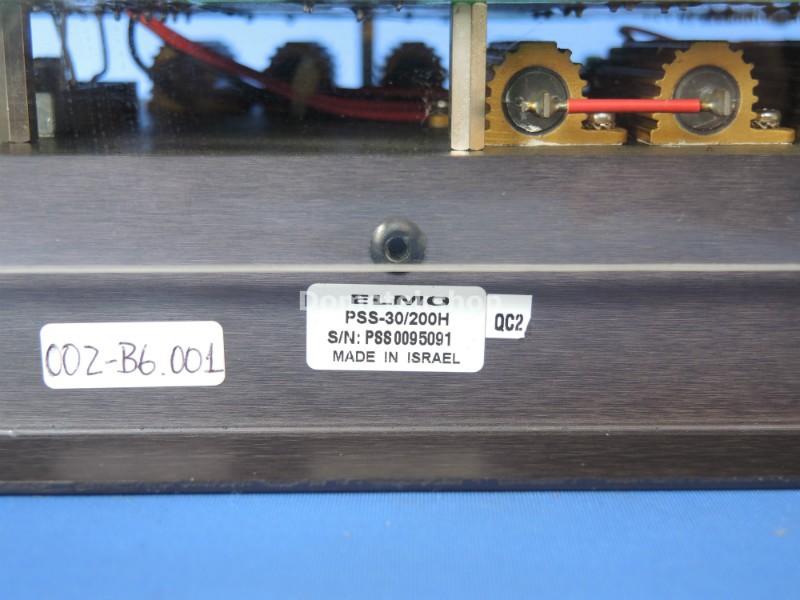 ELMO
PSS-30/200H
S/N: PSS0095091
MADE IN ISRAEL
QC2
002-B6.001